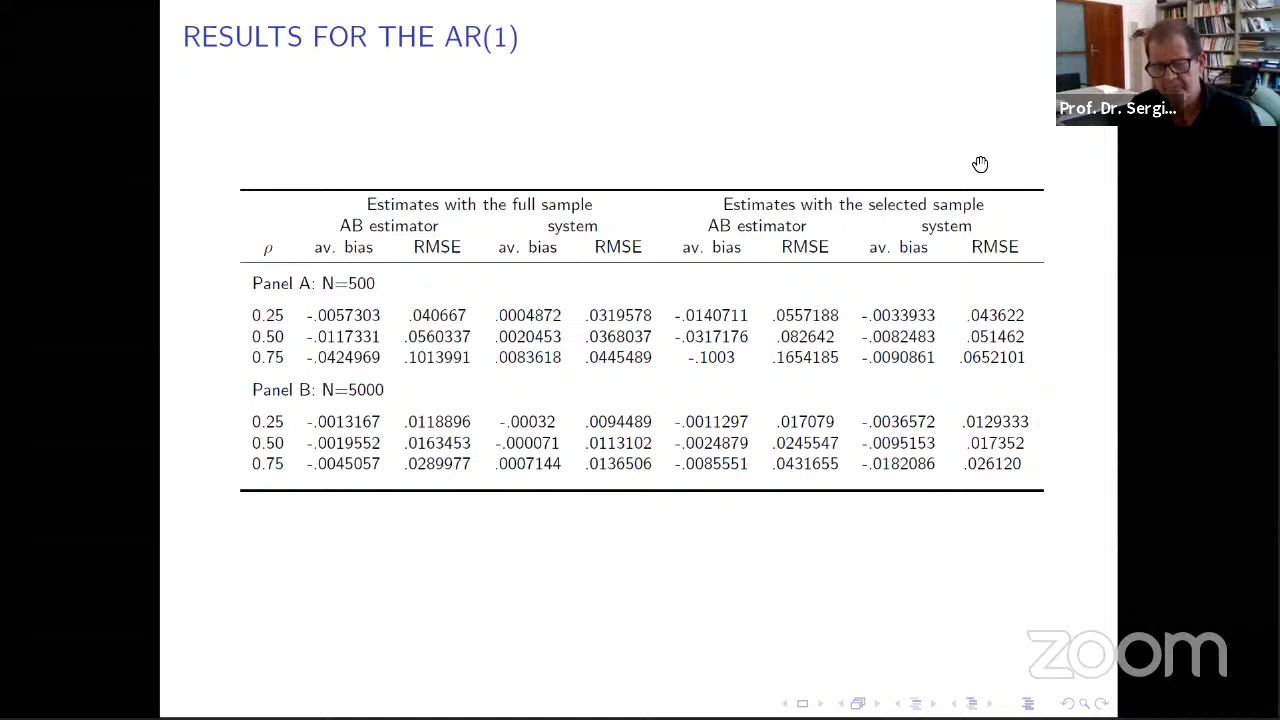 RESULTS FOR THE AR(1)
Prof. Dr. Sergi...
Estimates with the full sample Estimates with the selected sample
AB estimator system AB estimator system
ρ av. bias RMSE av. bias RMSE av. bias RMSE av. bias RMSE
Panel A: N=500
0.25 -.0057303 .040667 .0004872 .0319578 -.0140711 .0557188 -.0033933 .043622
0.50 -.0117331 .0560337 .0020453 .0368037 -.0317176 .082642 -.0082483 .051462
0.75 -.0424969 .1013991 .0083618 .0445489 -.1003 .1654185 -.0090861 .0652101
Panel B: N=5000
0.25 -.0013167 .0118896 -.00032 .0094489 -.0011297 .017079 -.0036572 .0129333
0.50 -.0019552 .0163453 -.000071 .0113102 -.0024879 .0245547 -.0095153 .017352
0.75 -.0045057 .0289977 .0007144 .0136506 -.0085551 .0431655 -.0182086 .026120
zoom